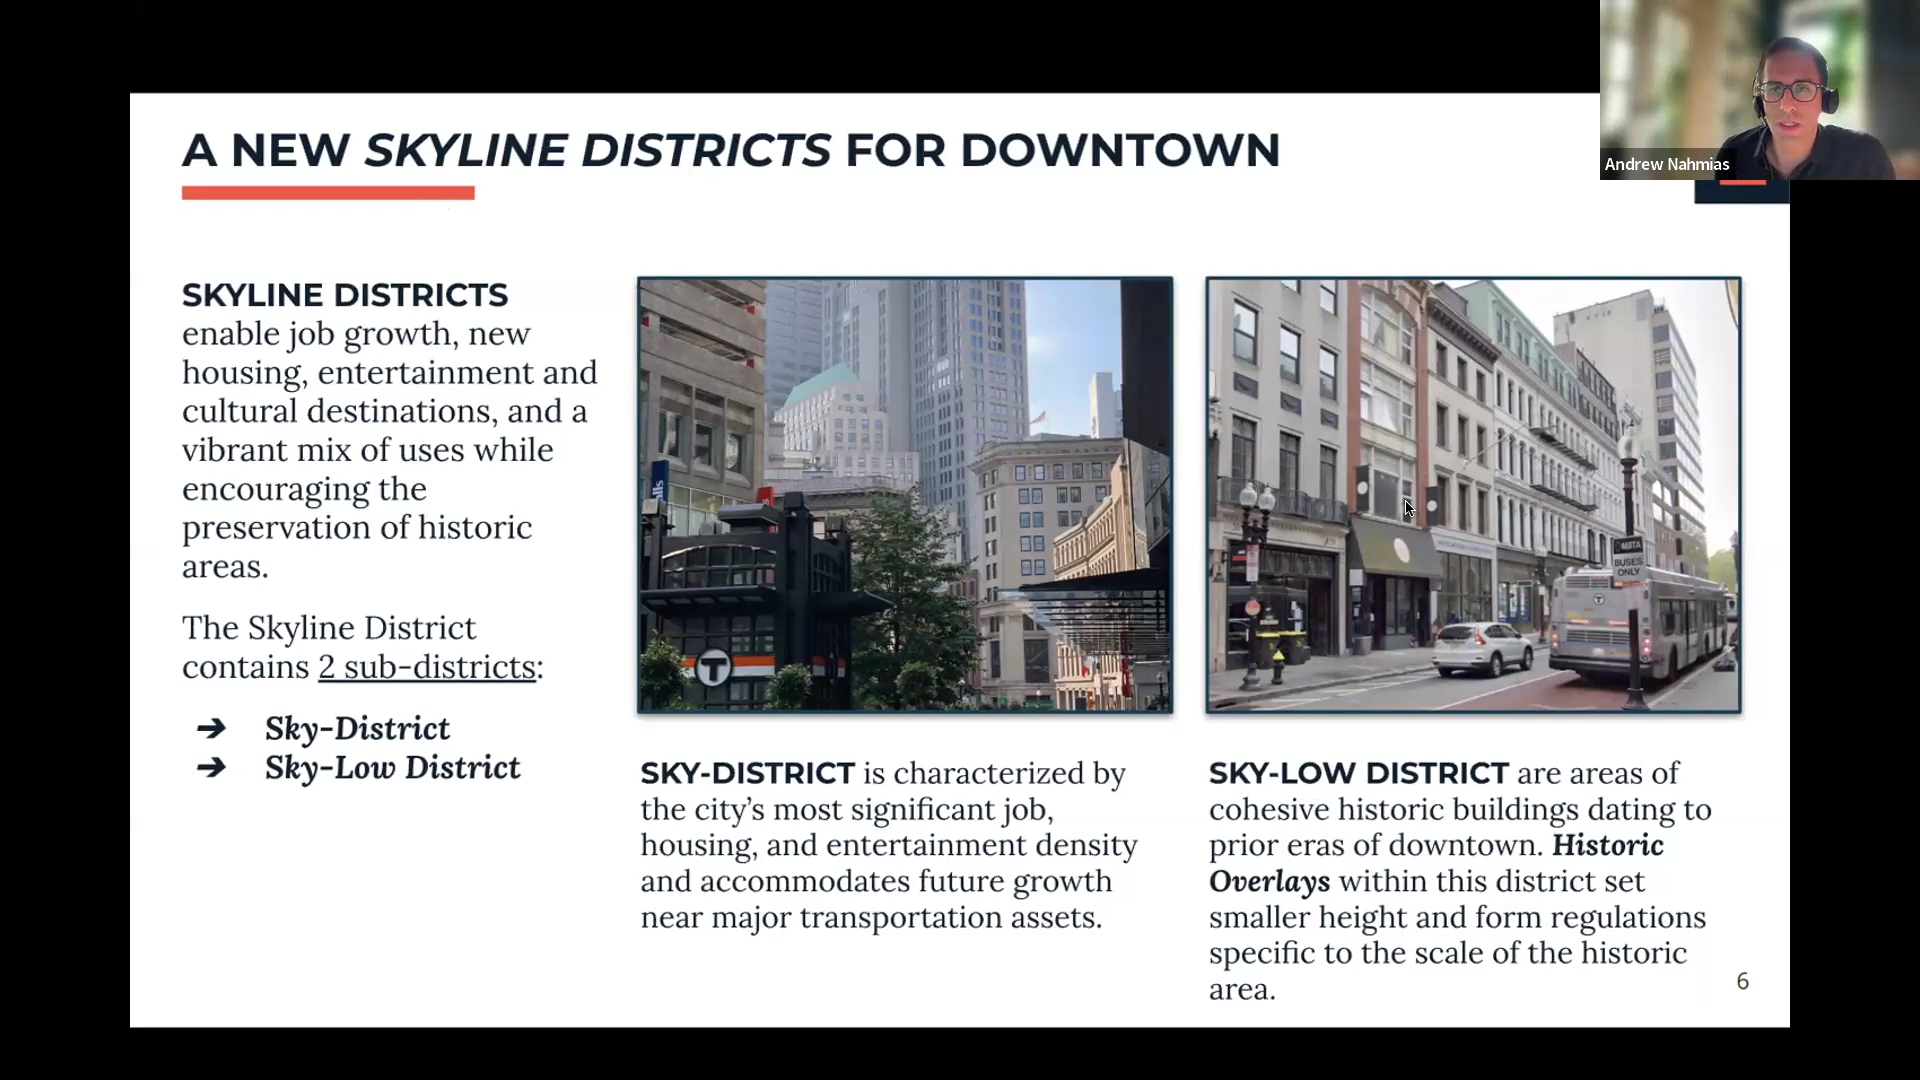 A NEW SKYLINE DISTRICTS FOR DOWNTOWN
Andrew Nahmias
SKYLINE DISTRICTS
enable job growth, new
housing, entertainment and
cultural destinations, and a
vibrant mix of uses while
encouraging the
preservation of historic
areas.
The Skyline District
contains 2 sub-districts:
➔ Sky-District
➔ Sky-Low District
T
SKY-DISTRICT is characterized by
the city’s most significant job,
housing, and entertainment density
and accommodates future growth
near major transportation assets.
MBTA
BUSES
ONLY
T
SKY-LOW DISTRICT are areas of
cohesive historic buildings dating to
prior eras of downtown. Historic
Overlays within this district set
smaller height and form regulations
specific to the scale of the historic
area.
6